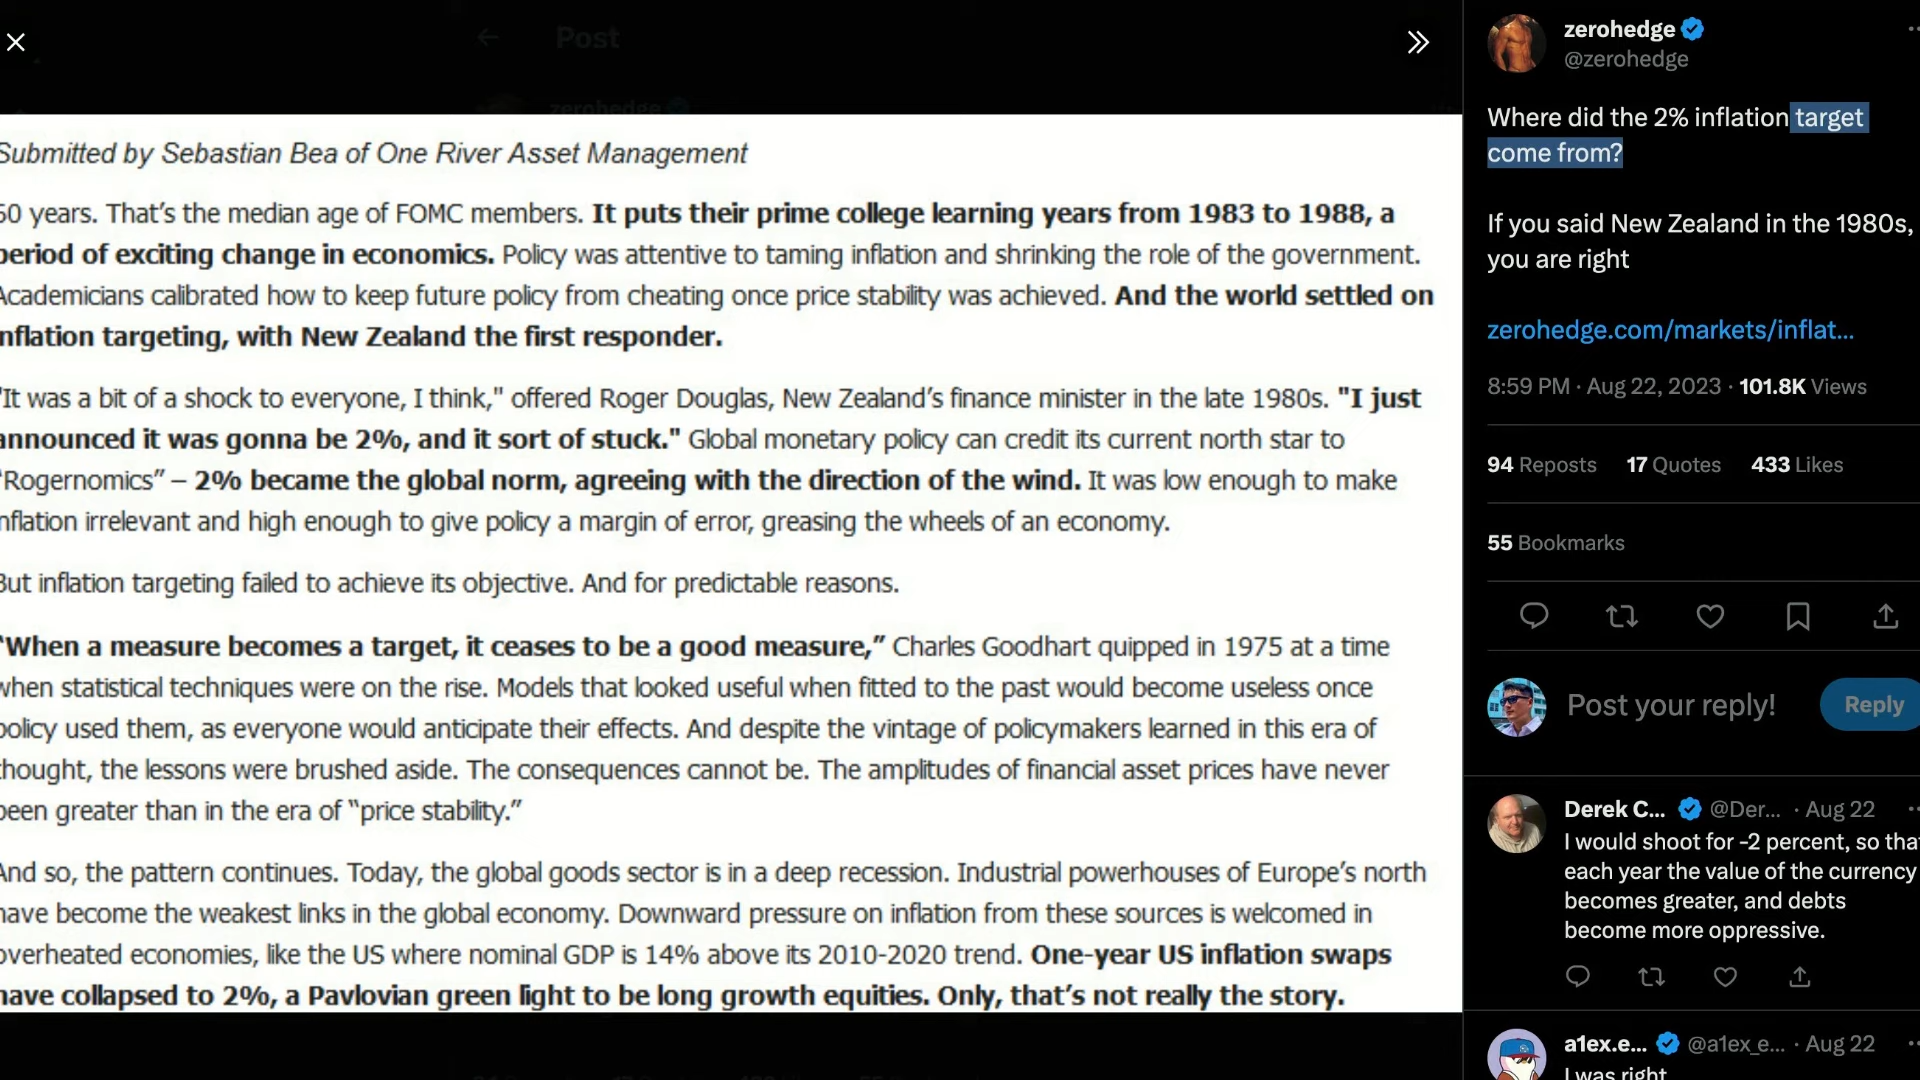 Post
zerohedge
Submitted by Sebastian Bea of One River Asset Management
60 years. That’s the median age of FOMC members. It puts their prime college learning years from 1983 to 1988, a
period of exciting change in economics. Policy was attentive to taming inflation and shrinking the role of the government.
Academicians calibrated how to keep future policy from cheating once price stability was achieved. And the world settled on
inflation targeting, with New Zealand the first responder.
"It was a bit of a shock to everyone, I think," offered Roger Douglas, New Zealand’s finance minister in the late 1980s. "I just
announced it was gonna be 2%, and it sort of stuck." Global monetary policy can credit its current north star to
“Rogernomics” – 2% became the global norm, agreeing with the direction of the wind. It was low enough to make
inflation irrelevant and high enough to give policy a margin of error, greasing the wheels of an economy.
But inflation targeting failed to achieve its objective. And for predictable reasons.
“When a measure becomes a target, it ceases to be a good measure,” Charles Goodhart quipped in 1975 at a time
when statistical techniques were on the rise. Models that looked useful when fitted to the past would become useless once
policy used them, as everyone would anticipate their effects. And despite the vintage of policymakers learned in this era of
thought, the lessons were brushed aside. The consequences cannot be. The amplitudes of financial asset prices have never
been greater than in the era of “price stability.”
And so, the pattern continues. Today, the global goods sector is in a deep recession. Industrial powerhouses of Europe’s north
have become the weakest links in the global economy. Downward pressure on inflation from these sources is welcomed in
overheated economies, like the US where nominal GDP is 14% above its 2010-2020 trend. One-year US inflation swaps
have collapsed to 2%, a Pavlovian green light to be long growth equities. Only, that’s not really the story.
zerohedge
@zerohedge
Where did the 2% inflation target
come from?
If you said New Zealand in the 1980s,
you are right
zerohedge.com/markets/inflat...
8:59 PM · Aug 22, 2023 · 101.8K Views
94 Reposts 17 Quotes 433 Likes
55 Bookmarks
Post your reply!
Reply
Derek C... @Der... · Aug 22
I would shoot for -2 percent, so that
each year the value of the currency
becomes greater, and debts
become more oppressive.
a1ex.e... @a1ex_e... · Aug 22
I was right